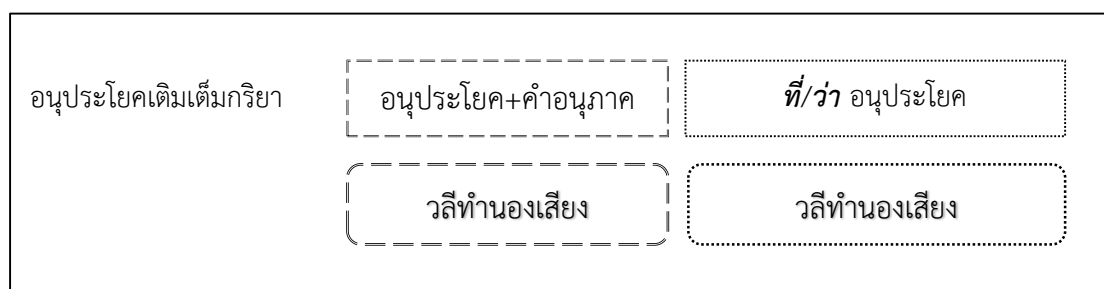 อนุประโยคเติมเต็มกริยา อนุประโยค+คำอนุภาค ที่/ว่า อนุประโยค
วลีทำนองเสียง วลีทำนองเสียง